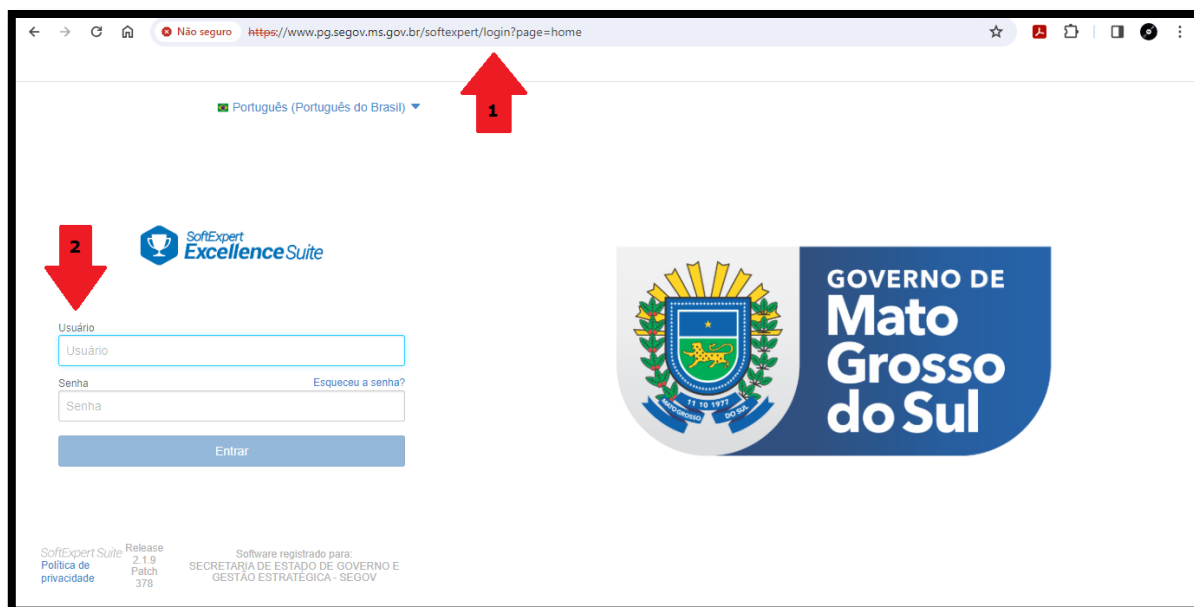 Não seguro https://www.pg.segov.ms.gov.br/softexpert/login?page=home
1
Português (Português do Brasil)
2
SoftExpert
Excellence Suite
Usuário
Usuário
Senha Esqueceu a senha?
Senha
Entrar
GOVERNO DE
Mato
Grosso
do Sul
11 10 1977
MATO GROSSO DO SUL
SoftExpert Suite
Política de
privacidade
Release
2.1.9
Patch
378
Software registrado para:
SECRETARIA DE ESTADO DE GOVERNO E
GESTÃO ESTRATÉGICA - SEGOV